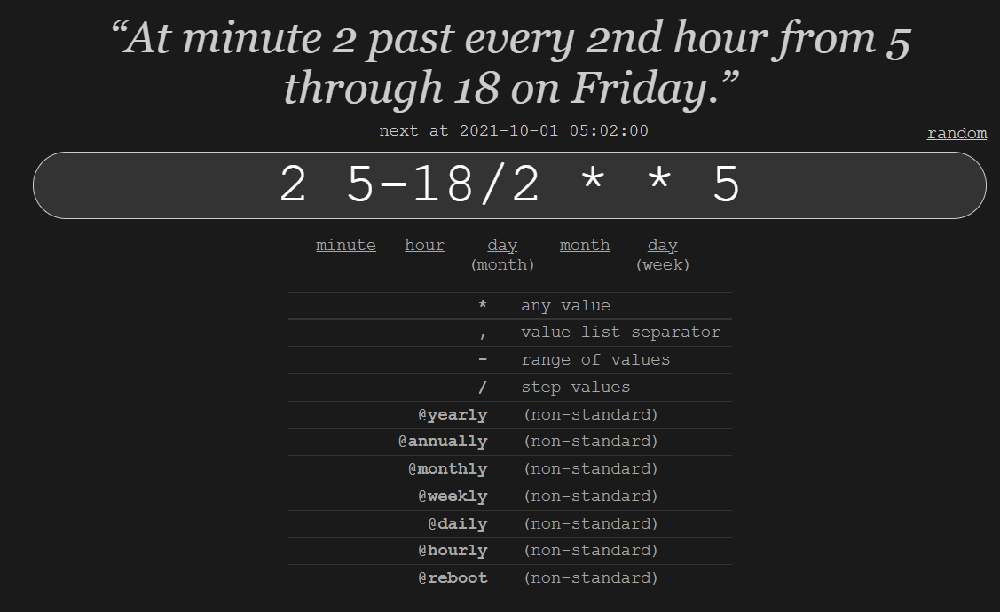 “At minute 2 past every 2nd hour from 5
through 18 on Friday.”
next at 2021-10-01 05:02:00
random
2 5-18/2 * * 5
minute hour day month day
(month) (week)
* any value
, value list separator
- range of values
/ step values
@yearly (non-standard)
@annually (non-standard)
@monthly (non-standard)
@weekly (non-standard)
@daily (non-standard)
@hourly (non-standard)
@reboot (non-standard)